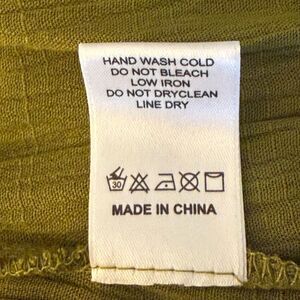 HAND WASH COLD
DO NOT BLEACH
LOW IRON
DO NOT DRYCLEAN
LINE DRY
30
MADE IN CHINA